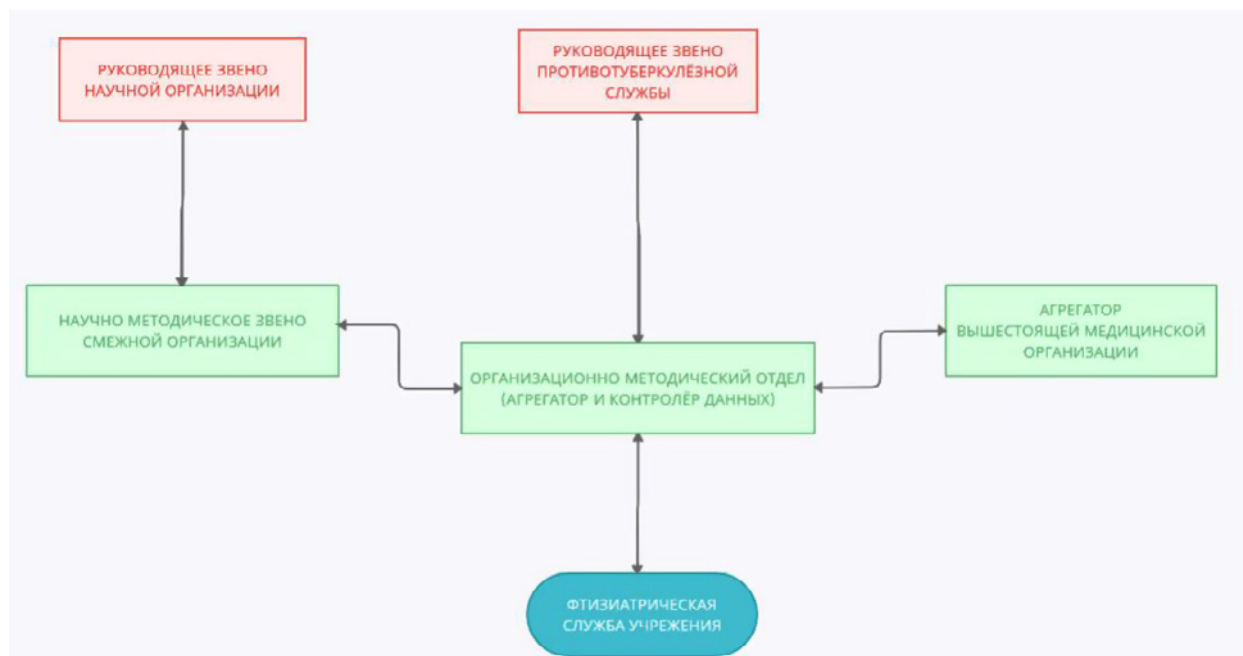 РУКОВОДЯЩЕЕ ЗВЕНО
НАУЧНОЙ ОРГАНИЗАЦИИ
РУКОВОДЯЩЕЕ ЗВЕНО
ПРОТИВОТУБЕРКУЛЁЗНОЙ
СЛУЖБЫ
НАУЧНО МЕТОДИЧЕСКОЕ ЗВЕНО
СМЕЖНОЙ ОРГАНИЗАЦИИ
АГРЕГАТОР
ВЫШЕСТОЯЩЕЙ МЕДИЦИНСКОЙ
ОРГАНИЗАЦИИ
ОРГАНИЗАЦИОННО МЕТОДИЧЕСКИЙ ОТДЕЛ
(АГРЕГАТОР И КОНТРОЛЁР ДАННЫХ)
ФТИЗИАТРИЧЕСКАЯ
СЛУЖБА УЧРЕЖЕНИЯ